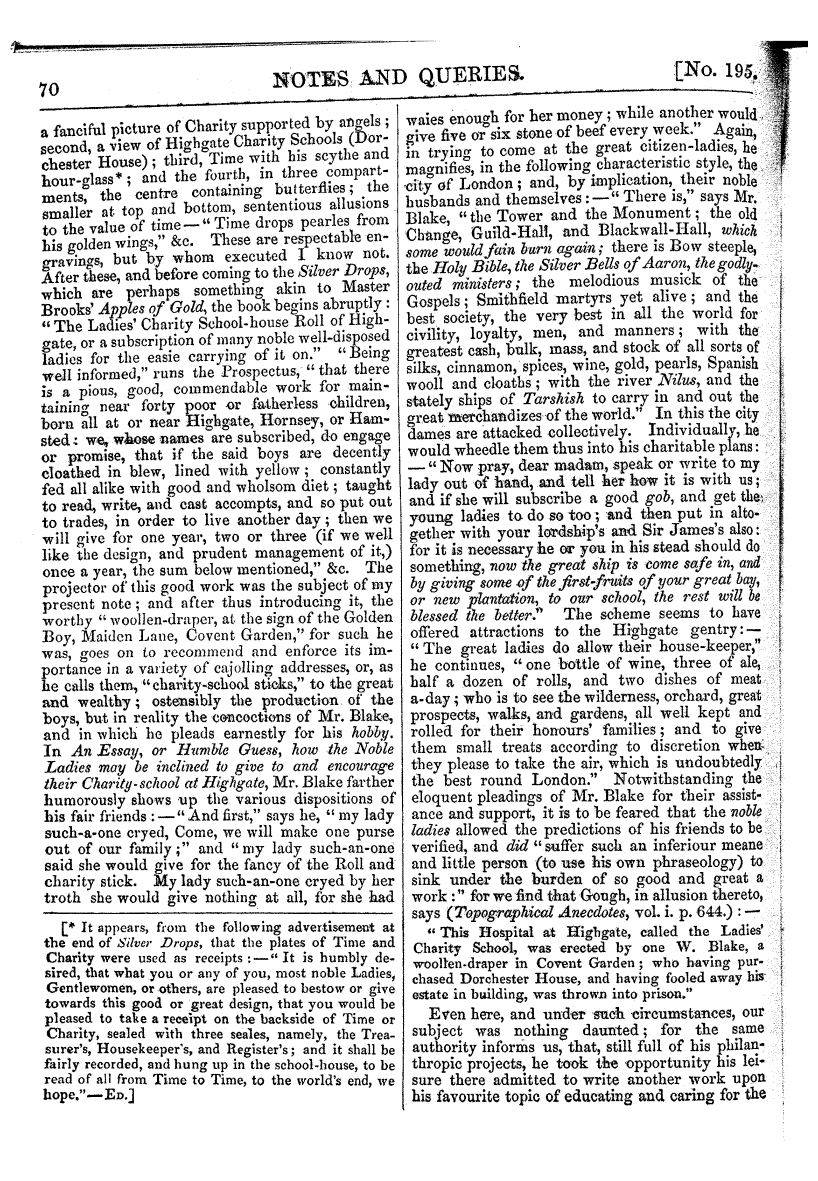 70
NOTES AND QUERIES.
[No. 195.
a fanciful picture of Charity supported by angels;
second, a view of Highgate Charity Schools (Dor-
chester House); third, Time with his scythe and
hour-glass*; and the fourth, in three compart-
ments, the centre containing butterflies; the
smaller at top and bottom, sententious allusions
to the value of time—"Time drops pearles from
his golden wings," &c. These are respectable en-
gravings, but by whom executed I know not.
After these, and before coming to the Silver Drops,
which are perhaps something akin to Master
Brooks' Apples of Gold, the book begins abruptly:
"The Ladies' Charity School-house Roll of High-
gate, or a subscription of many noble well-disposed
ladies for the easie carrying of it on." "Being
well informed," runs the Prospectus, "that there
is a pious, good, commendable work for main-
taining near forty poor or fatherless children,
born all at or near Highgate, Hornsey, or Ham-
sted: we, whose names are subscribed, do engage
or promise, that if the said boys are decently
cloathed in blew, lined with yellow; constantly
fed all alike with good and wholsom diet; taught
to read, write, and cast accompts, and so put out
to trades, in order to live another day; then we
will give for one year, two or three (if we well
like the design, and prudent management of it,)
once a year, the sum below mentioned," &c. The
projector of this good work was the subject of my
present note; and after thus introducing it, the
worthy "woollen-draper, at the sign of the Golden
Boy, Maiden Lane, Covent Garden," for such he
was, goes on to recommend and enforce its im-
portance in a variety of cajolling addresses, or, as
he calls them, "charity-school sticks," to the great
and wealthy; ostensibly the production of the
boys, but in reality the concoctions of Mr. Blake,
and in which he pleads earnestly for his hobby.
In An Essay, or Humble Guess, how the Noble
Ladies may be inclined to give to and encourage
their Charity-school at Highgate, Mr. Blake farther
humorously shows up the various dispositions of
his fair friends:—"And first," says he, "my lady
such-a-one cryed, Come, we will make one purse
out of our family;" and "my lady such-an-one
said she would give for the fancy of the Roll and
charity stick. My lady such-an-one cryed by her
troth she would give nothing at all, for she had
[* It appears, from the following advertisement at
the end of Silver Drops, that the plates of Time and
Charity were used as receipts:—"It is humbly de-
sired, that what you or any of you, most noble Ladies,
Gentlewomen, or others, are pleased to bestow or give
towards this good or great design, that you would be
pleased to take a receipt on the backside of Time or
Charity, sealed with three seales, namely, the Trea-
surer's, Housekeeper's, and Register's; and it shall be
fairly recorded, and hung up in the school-house, to be
read of all from Time to Time, to the world's end, we
hope."—ED.]
waies enough for her money; while another would
give five or six stone of beef every week." Again,
in trying to come at the great citizen-ladies, he
magnifies, in the following characteristic style, the
city of London; and, by implication, their noble
husbands and themselves:—"There is," says Mr.
Blake, "the Tower and the Monument; the old
Change, Guild-Hall, and Blackwall-Hall, which
some would fain burn again; there is Bow steeple,
the Holy Bible, the Silver Bells of Aaron, the godly-
outed ministers; the melodious musick of the
Gospels; Smithfield martyrs yet alive; and the
best society, the very best in all the world for
civility, loyalty, men, and manners; with the
greatest cash, bulk, mass, and stock of all sorts of
silks, cinnamon, spices, wine, gold, pearls, Spanish
wooll and cloaths; with the river Nilus, and the
stately ships of Tarshish to carry in and out the
great merchandizes of the world." In this the city
dames are attacked collectively. Individually, he
would wheedle them thus into his charitable plans:
—"Now pray, dear madam, speak or write to my
lady out of hand, and tell her how it is with us;
and if she will subscribe a good gob, and get the
young ladies to do so too; and then put in alto-
gether with your lordship's and Sir James's also:
for it is necessary he or you in his stead should do
something, now the great ship is come safe in, and
by giving some of the first-fruits of your great bay,
or new plantation, to our school, the rest will be
blessed the better." The scheme seems to have
offered attractions to the Highgate gentry:—
"The great ladies do allow their house-keeper,"
he continues, "one bottle of wine, three of ale,
half a dozen of rolls, and two dishes of meat
a-day; who is to see the wilderness, orchard, great
prospects, walks, and gardens, all well kept and
rolled for their honours' families; and to give
them small treats according to discretion when
they please to take the air, which is undoubtedly
the best round London." Notwithstanding the
eloquent pleadings of Mr. Blake for their assist-
ance and support, it is to be feared that the noble
ladies allowed the predictions of his friends to be
verified, and did "suffer such an inferiour meane
and little person (to use his own phraseology) to
sink under the burden of so good and great a
work:" for we find that Gough, in allusion thereto,
says (Topographical Anecdotes, vol. i. p. 644.):—
"This Hospital at Highgate, called the Ladies'
Charity School, was erected by one W. Blake, a
woollen-draper in Covent Garden; who having pur-
chased Dorchester House, and having fooled away his
estate in building, was thrown into prison."
Even here, and under such circumstances, our
subject was nothing daunted; for the same
authority informs us, that, still full of his philan-
thropic projects, he took the opportunity his lei-
sure there admitted to write another work upon
his favourite topic of educating and caring for the